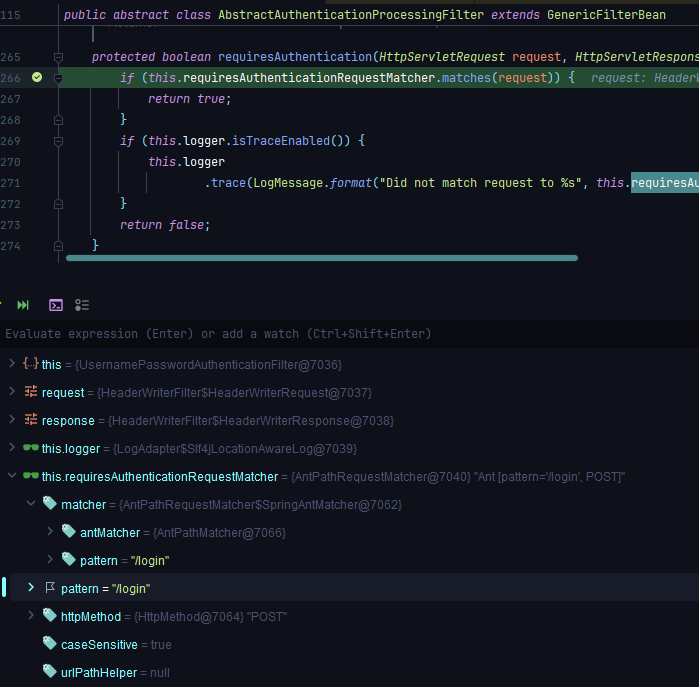 115 public abstract class AbstractAuthenticationProcessingFilter extends GenericFilterBean
265 protected boolean requiresAuthentication(HttpServletRequest request, HttpServletRespons
266 if (this.requiresAuthenticationRequestMatcher.matches(request)) { request: HeaderW
267 return true;
268 }
269 if (this.logger.isTraceEnabled()) {
270 this.logger
271 .trace(LogMessage.format("Did not match request to %s", this.requiresAu
272 }
273 return false;
274 }
Evaluate expression (Enter) or add a watch (Ctrl+Shift+Enter)
this = {UsernamePasswordAuthenticationFilter@7036}
request = {HeaderWriterFilter$HeaderWriterRequest@7037}
response = {HeaderWriterFilter$HeaderWriterResponse@7038}
this.logger = {LogAdapter$Slf4jLocationAwareLog@7039}
this.requiresAuthenticationRequestMatcher = {AntPathRequestMatcher@7040} "Ant [pattern='/login', POST]"
matcher = {AntPathRequestMatcher$SpringAntMatcher@7062}
antMatcher = {AntPathMatcher@7066}
pattern = "/login"
pattern = "/login"
httpMethod = {HttpMethod@7064} "POST"
caseSensitive = true
urlPathHelper = null